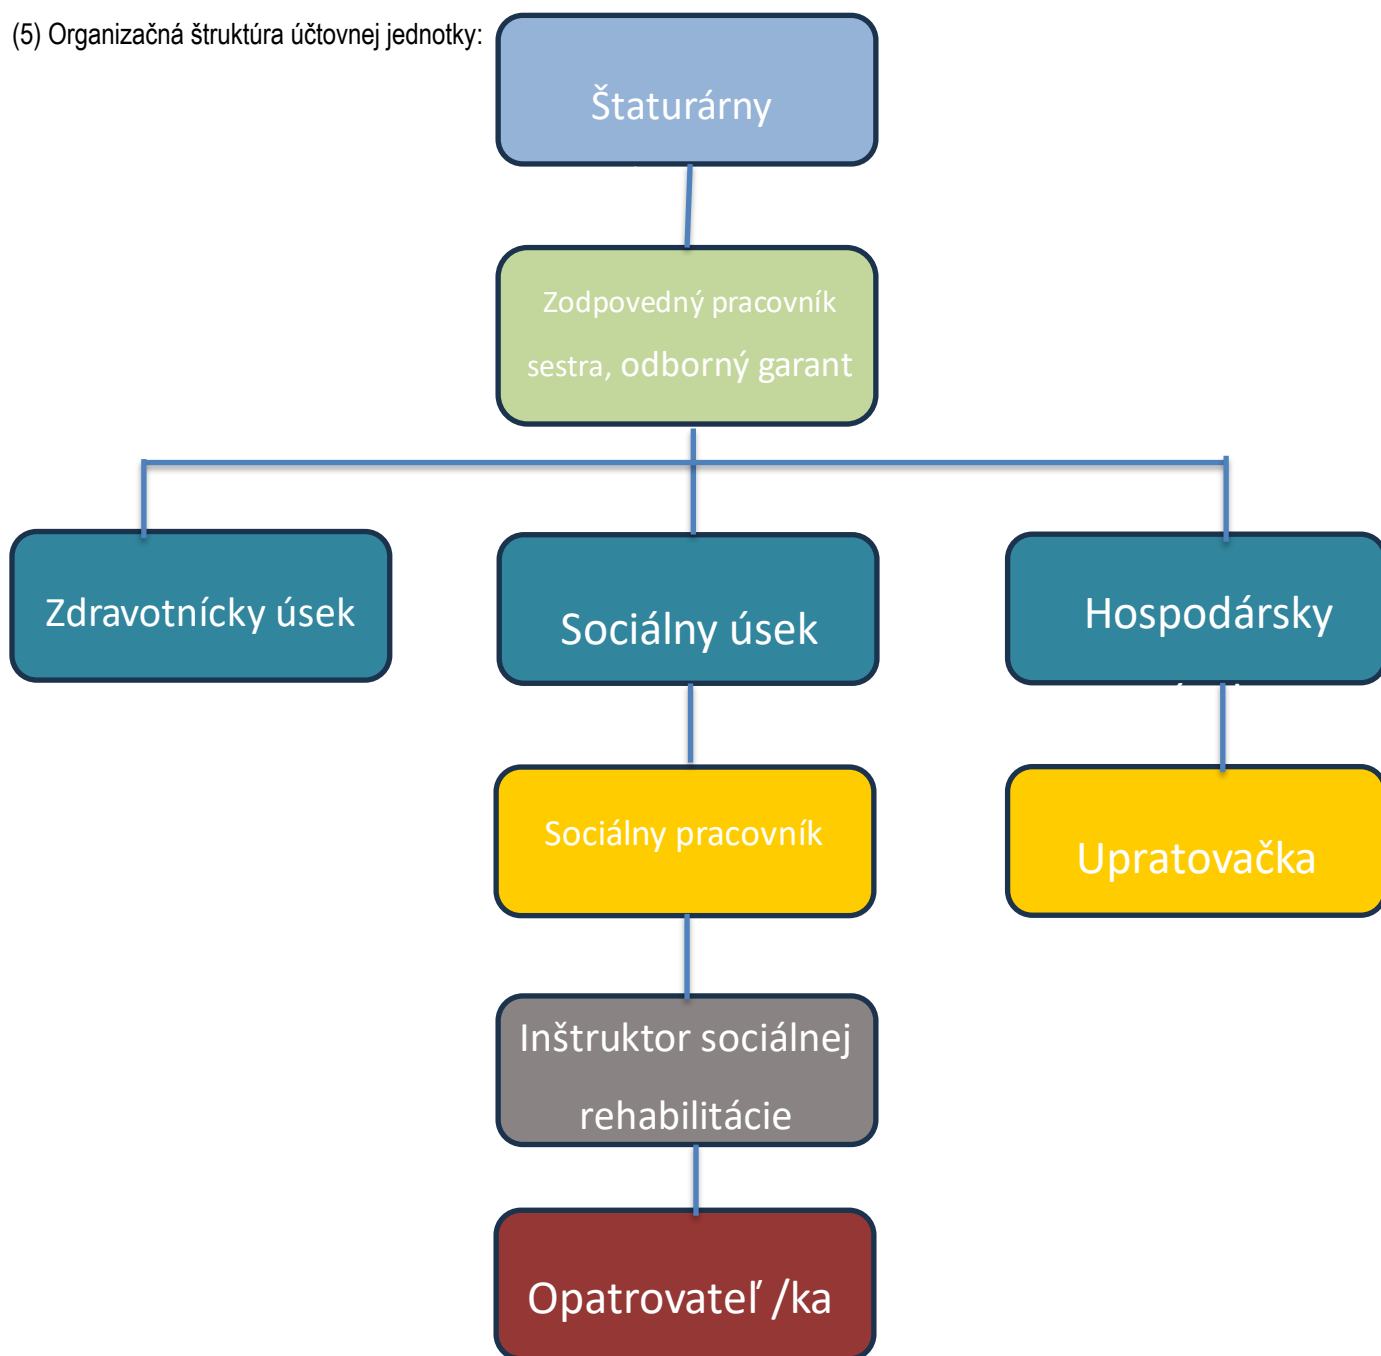 (5) Organizačná štruktúra účtovnej jednotky:
Štaturárny
Zodpovedný pracovník
sestra, odborný garant
Zdravotnícky úsek
Sociálny úsek
Hospodársky
Sociálny pracovník
Upratovačka
Inštruktor sociálnej
rehabilitácie
Opatrovateľ /ka